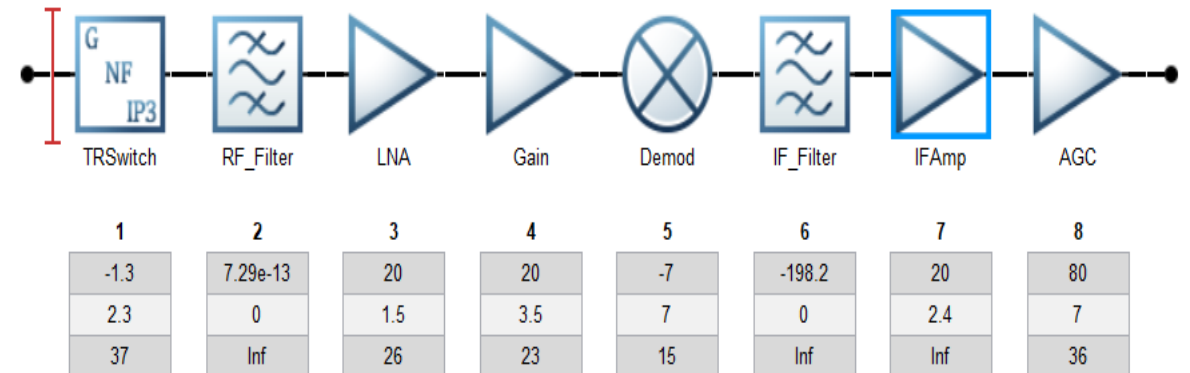 G
NF
IP3
TRSwitch RF_Filter LNA Gain Demod IF_Filter IFAmp AGC
1 2 3 4 5 6 7 8
-1.3 7.29e-13 20 20 -7 -198.2 20 80
2.3 0 1.5 3.5 7 0 2.4 7
37 Inf 26 23 15 Inf Inf 36